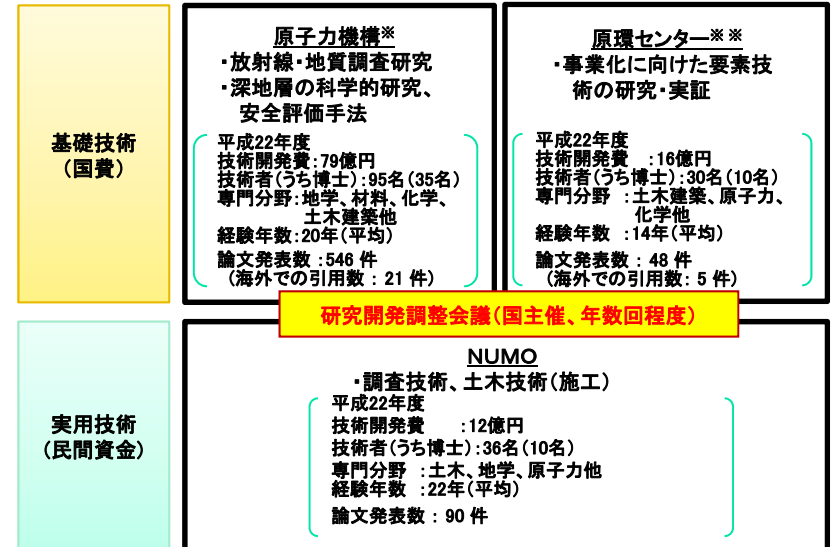 基礎技術
(国費)
原子力機構※
・放射線・地質調査研究
・深地層の科学的研究、
安全評価手法
平成22年度
技術開発費:79億円
技術者(うち博士):95名(35名)
専門分野:地学、材料、化学、
土木建築他
経験年数:20年(平均)
論文発表数:546 件
(海外での引用数: 21 件)
原環センター※※
・事業化に向けた要素技
術の研究・実証
平成22年度
技術開発費 :16億円
技術者(うち博士):30名(10名)
専門分野 :土木建築、原子力、
化学他
経験年数 :14年(平均)
論文発表数: 48 件
(海外での引用数: 5 件)
研究開発調整会議(国主催、年数回程度)
実用技術
(民間資金)
NUMO
・調査技術、土木技術(施工)
平成22年度
技術開発費 :12億円
技術者(うち博士):36名(10名)
専門分野 :土木、地学、原子力他
経験年数 :22年(平均)
論文発表数: 90 件